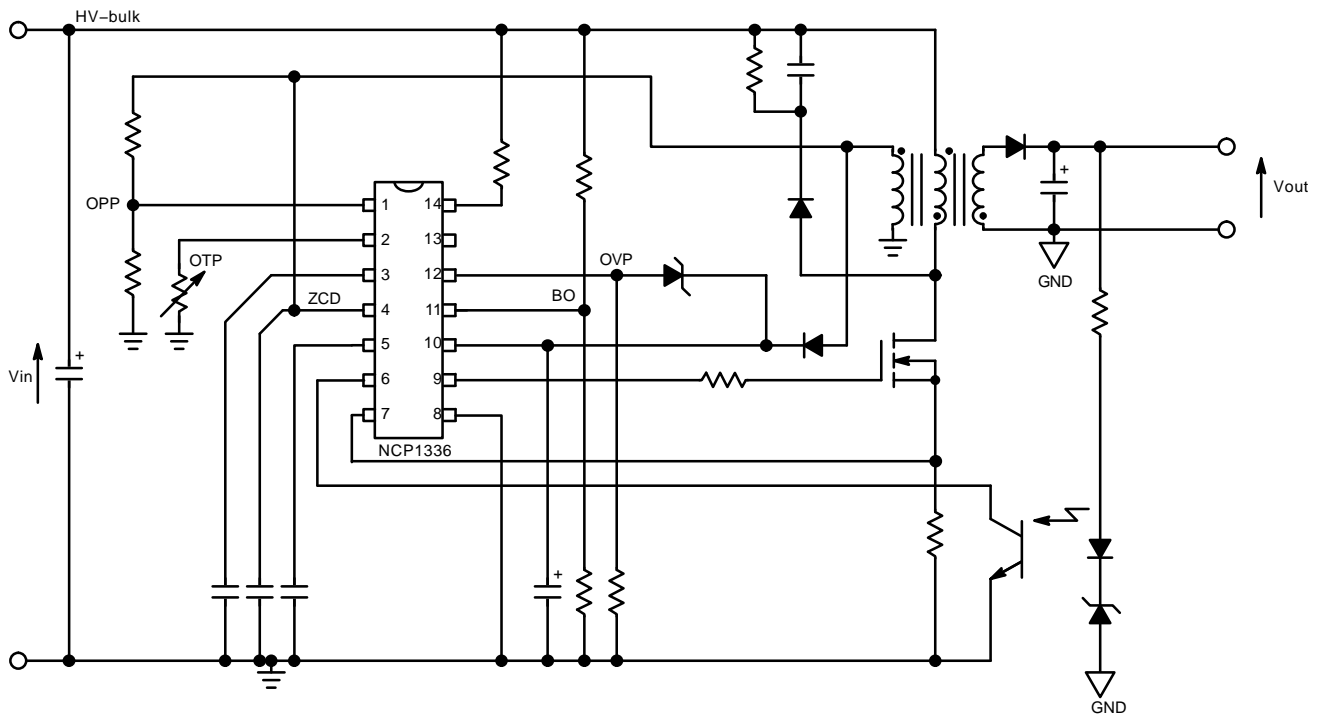 HV−bulk
OPP
1
14
2
13
OTP
3
12
OVP
ZCD
4
11
BO
5
10
6
9
7
8
NCP1336
+
Vin
+
+
Vout
GND
GND